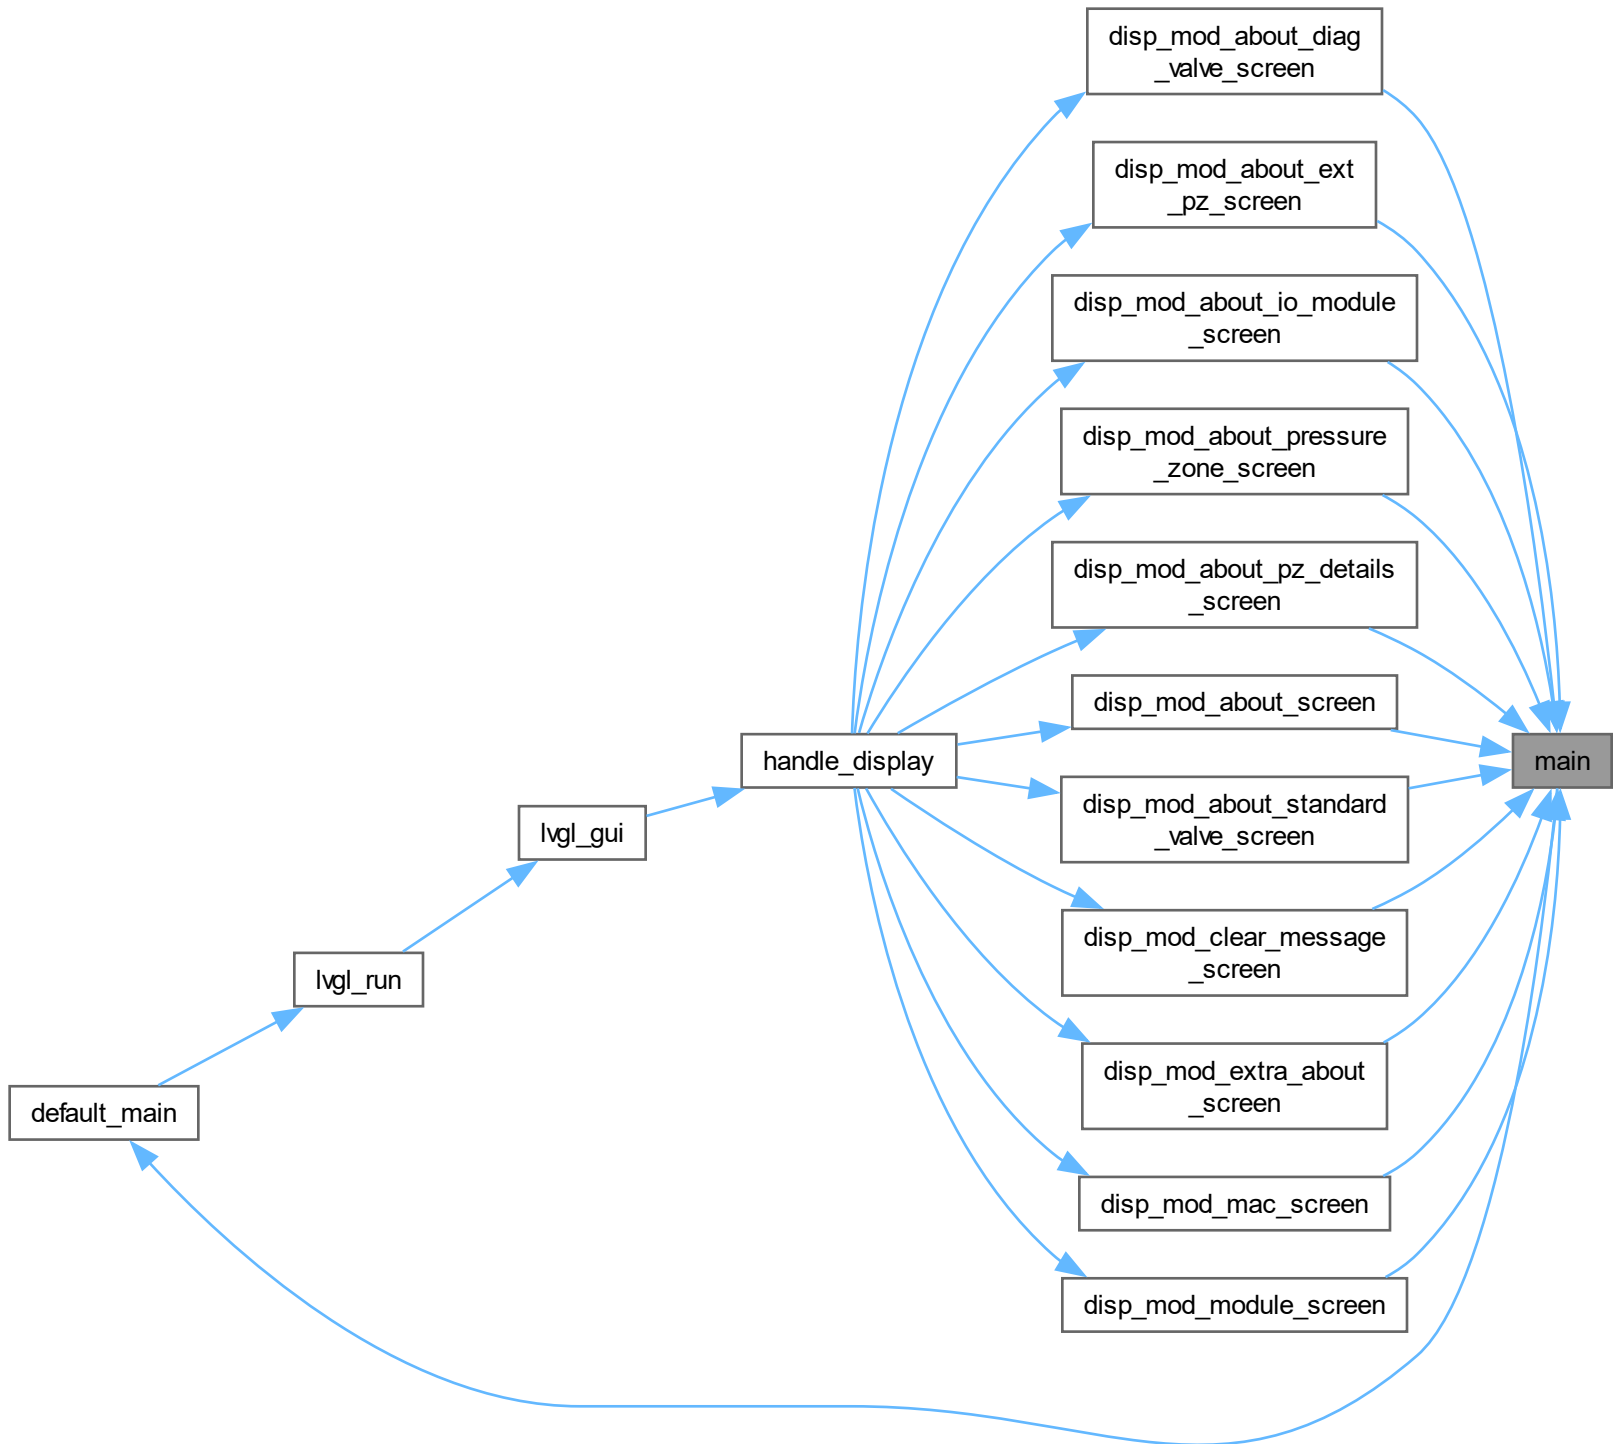 disp_mod_about_diag
_valve_screen
disp_mod_about_ext
_pz_screen
disp_mod_about_io_module
_screen
disp_mod_about_pressure
_zone_screen
disp_mod_about_pz_details
_screen
disp_mod_about_screen
handle_display
main
disp_mod_about_standard
_valve_screen
lvgl_gui
disp_mod_clear_message
_screen
lvgl_run
disp_mod_extra_about
_screen
default_main
disp_mod_mac_screen
disp_mod_module_screen